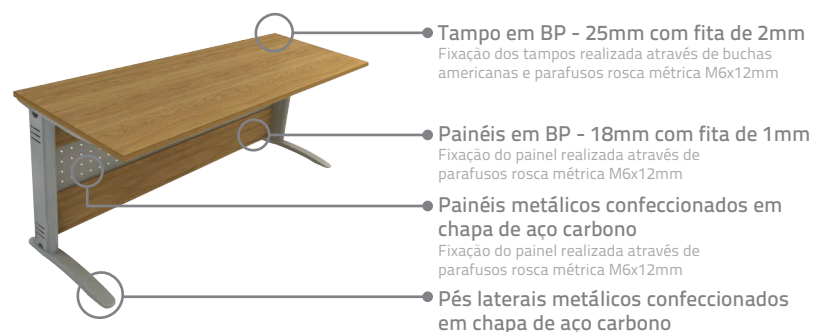 Tampo em BP - 25mm com fita de 2mm
Fixação dos tampos realizada através de buchas
americanas e parafusos rosca métrica M6x12mm
Painéis em BP - 18mm com fita de 1mm
Fixação do painel realizada através de
parafusos rosca métrica M6x12mm
Painéis metálicos confeccionados em
chapa de aço carbono
Fixação do painel realizada através de
parafusos rosca métrica M6x12mm
Pés laterais metálicos confeccionados
em chapa de aço carbono